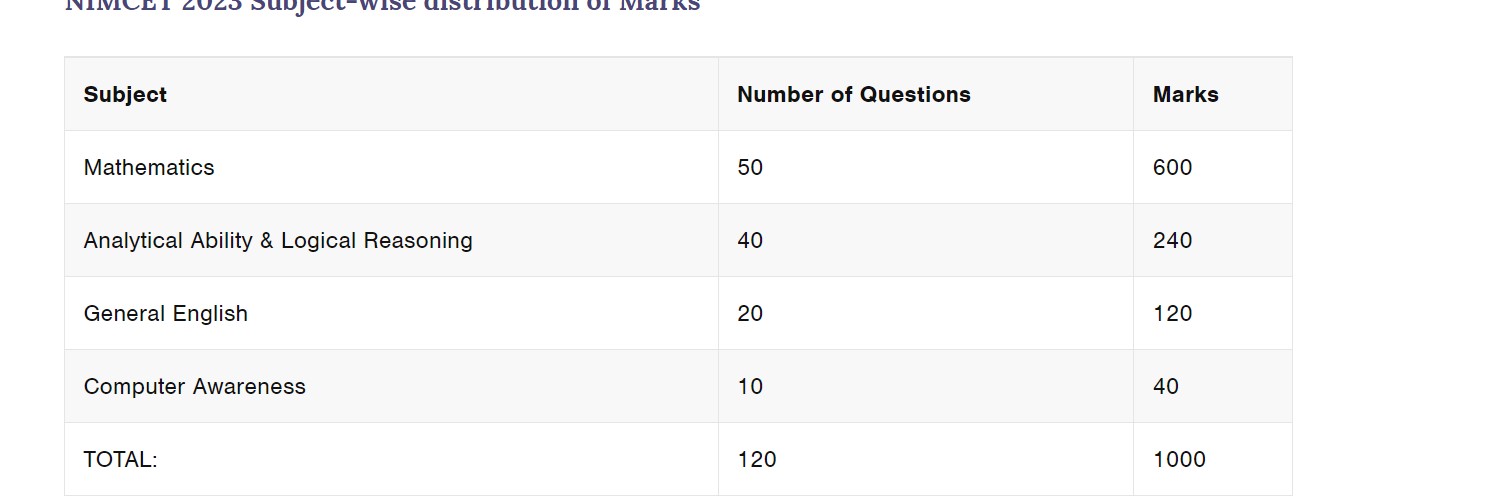 NIMCET 2023 Subject-wise distribution of Marks
Subject Number of Questions Marks
Mathematics 50 600
Analytical Ability & Logical Reasoning 40 240
General English 20 120
Computer Awareness 10 40
TOTAL: 120 1000